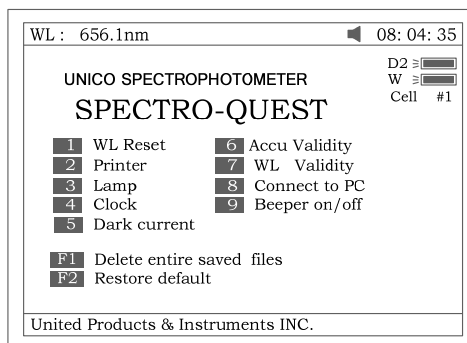 WL : 656.1nm 08: 04: 35
D2
W
Cell #1
UNICO SPECTROPHOTOMETER
SPECTRO-QUEST
1 WL Reset 6 Accu Validity
2 Printer 7 WL Validity
3 Lamp 8 Connect to PC
4 Clock 9 Beeper on/off
5 Dark current
F1 Delete entire saved files
F2 Restore default
United Products & Instruments INC.